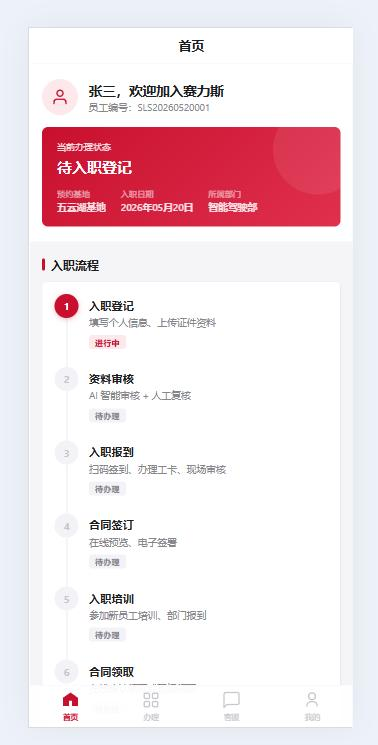 首页
张三，欢迎加入赛力斯
员工编号：SLS20260520001
当前办理状态
待入职登记
预约基地 入职日期 所属部门
五云湖基地 2026年05月20日 智能驾驶部
入职流程
1 入职登记
填写个人信息、上传证件资料
进行中
2 资料审核
AI 智能审核 + 人工复核
待办理
3 入职报到
扫码签到、办理工卡、现场审核
待办理
4 合同签订
在线预览、电子签署
待办理
5 入职培训
参加新员工培训、部门报到
待办理
6 合同领取
首页 办理 客服 我的